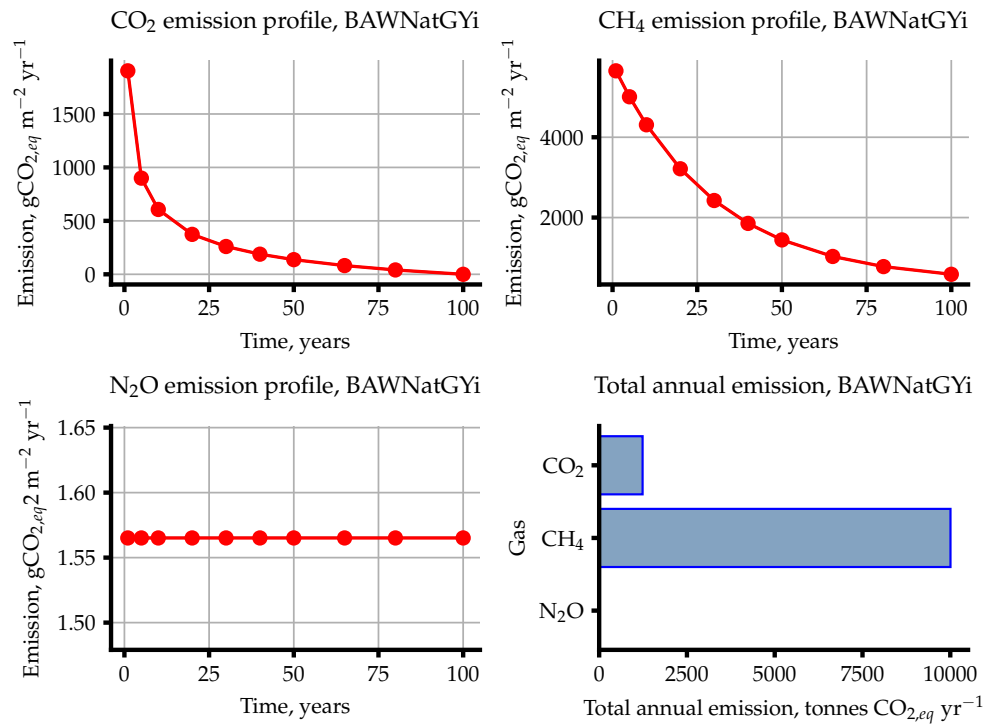 CO₂ emission profile, BAWNatGYi
Emission, gCO₂,eq m⁻² yr⁻¹
1500
1000
500
0
0 25 50 75 100
Time, years
CH₄ emission profile, BAWNatGYi
Emission, gCO₂,eq m⁻² yr⁻¹
4000
2000
0 25 50 75 100
Time, years
N₂O emission profile, BAWNatGYi
Emission, gCO₂,eq2 m⁻² yr⁻¹
1.65
1.60
1.55
1.50
0 25 50 75 100
Time, years
Total annual emission, BAWNatGYi
Gas
CO₂
CH₄
N₂O
0 2500 5000 7500 10000
Total annual emission, tonnes CO₂,eq yr⁻¹